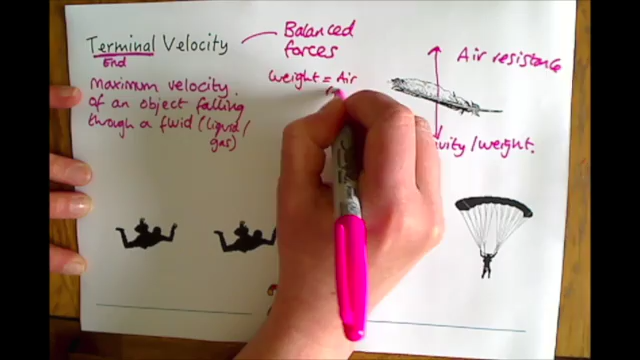 Terminal Velocity
End
Balanced
forces
Maximum velocity
of an object falling
through a fluid (liquid/
gas)
Weight = Air
Air resistance
/weight.